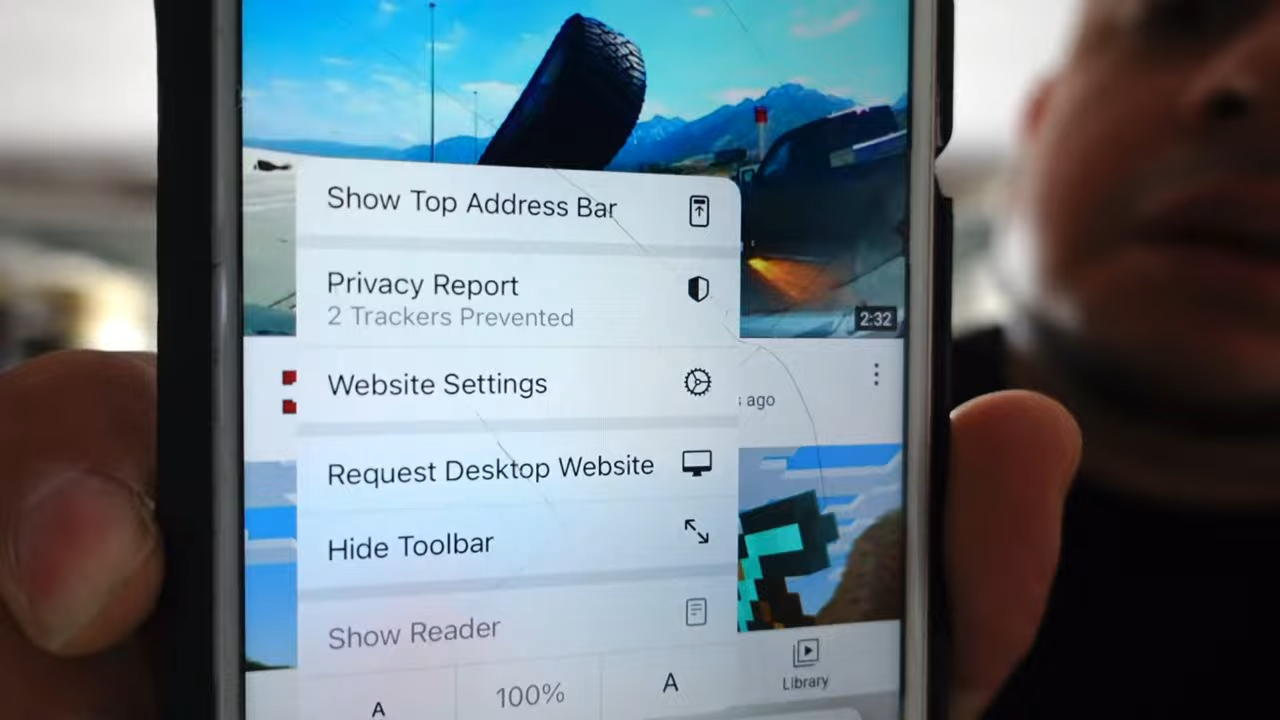 Show Top Address Bar
Privacy Report
2 Trackers Prevented
2:32
Website Settings
ago
Request Desktop Website
Hide Toolbar
Show Reader
A
100%
A
Library